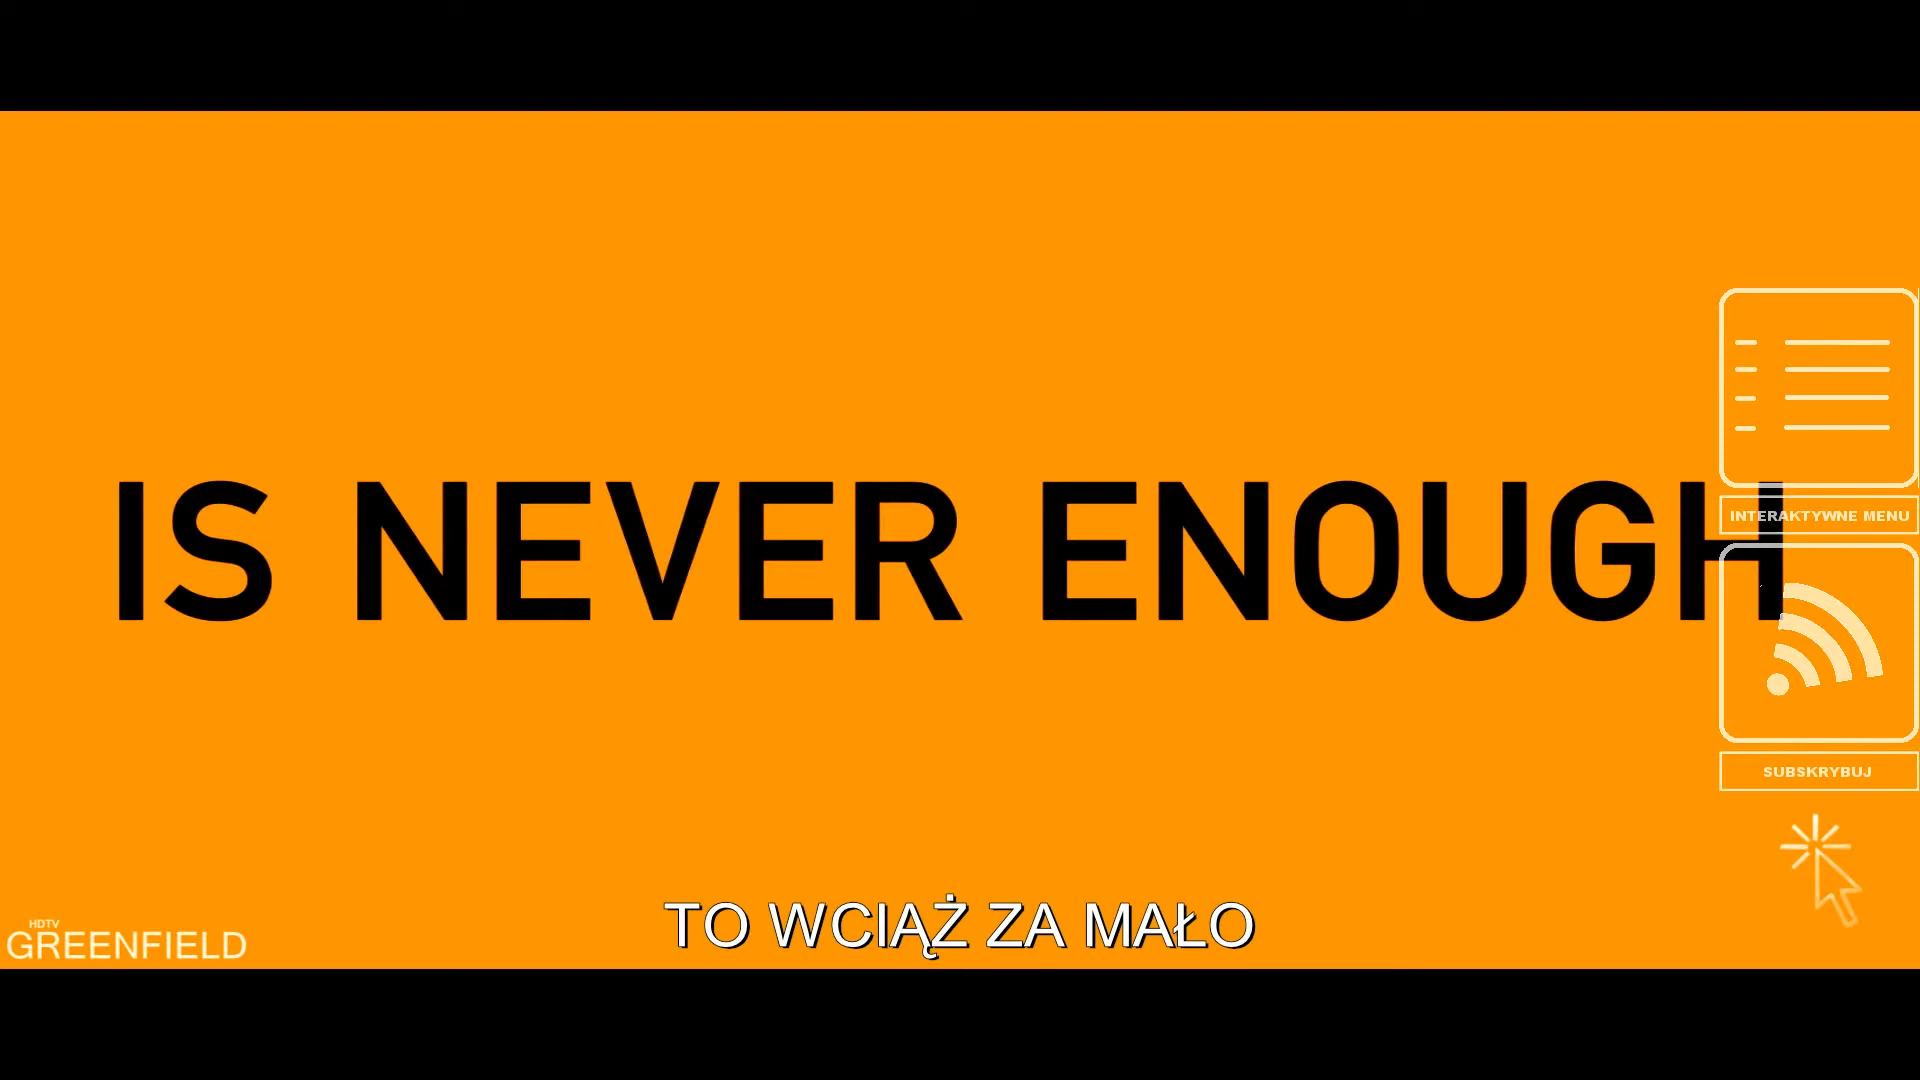 IS NEVER ENOUGH
INTERAKTYWNE MENU
SUBSKRYBUJ
TO WCIĄŻ ZA MAŁO
HDTV
GREENFIELD